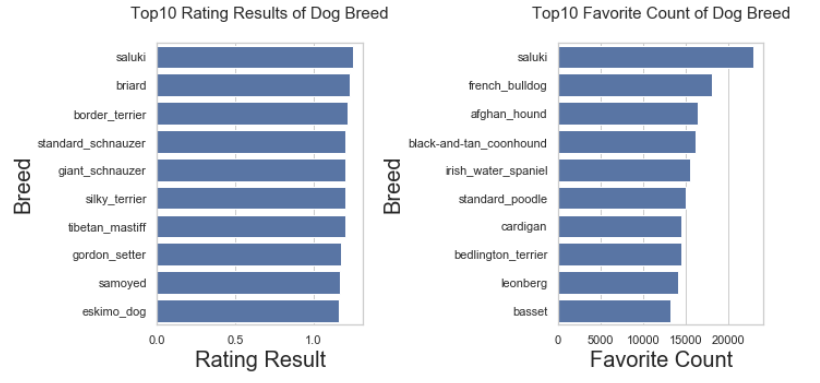 Top10 Rating Results of Dog Breed
saluki
briard
border_terrier
standard_schnauzer
giant_schnauzer
silky_terrier
tibetan_mastiff
gordon_setter
samoyed
eskimo_dog
Breed
0.0 0.5 1.0
Rating Result
Top10 Favorite Count of Dog Breed
saluki
french_bulldog
afghan_hound
black-and-tan_coonhound
irish_water_spaniel
standard_poodle
cardigan
bedlington_terrier
leonberg
basset
Breed
0 5000 10000 15000 20000
Favorite Count